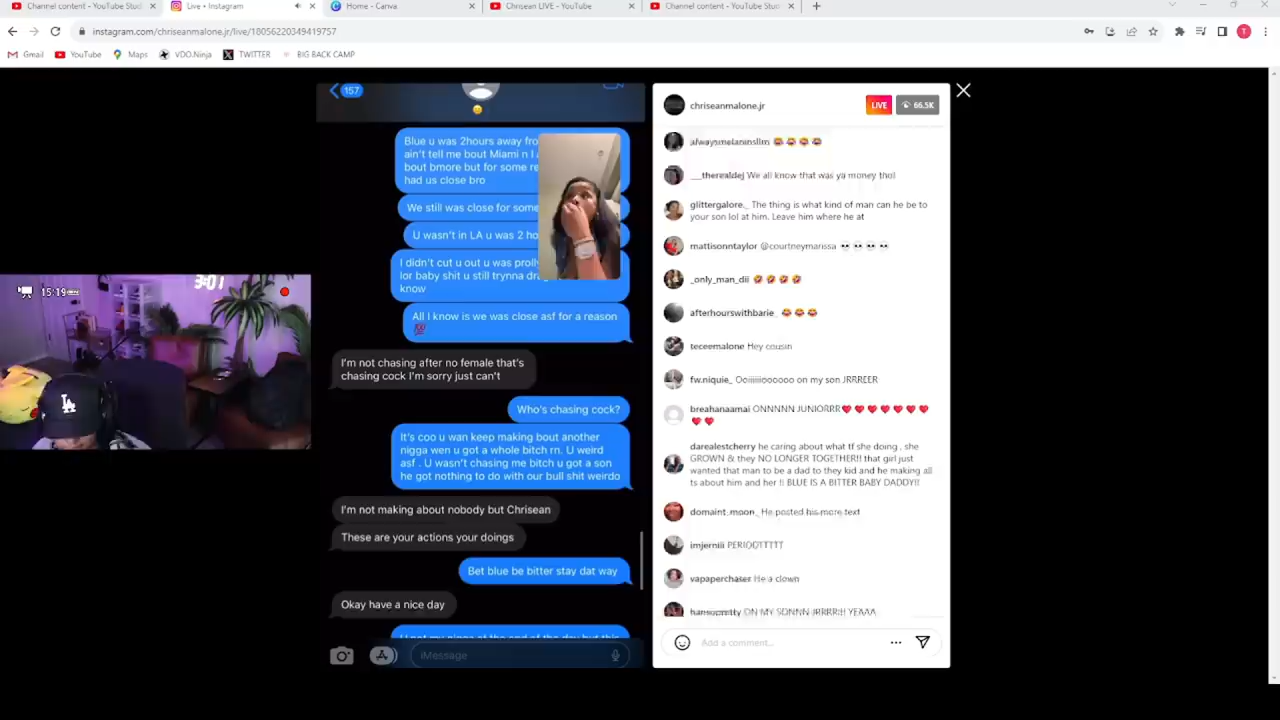 Channel content - YouTube Studi
Live • Instagram
Home - Canva
Chrisean LIVE - YouTube
Channel content - YouTube Studi
instagram.com/chriseanmalone.jr/live/18056220349419757
T
Gmail
YouTube
Maps
VDO.Ninja
TWITTER
BIG BACK CAMP
157
Blue u was 2hours away fro
ain't tell me bout Miami n I
bout bmore but for some re
had us close bro
We still was close for some
U wasn't in LA u was 2 ho
I didn't cut u out u was prolly
lor baby shit u still trynna dr
know
All I know is we was close asf for a reason
💯
I'm not chasing after no female that's
chasing cock I'm sorry just can't
Who's chasing cock?
It's coo u wan keep making bout another
nigga wen u got a whole bitch rn. U weird
asf . U wasn't chasing me bitch u got a son
he got nothing to do with our bull shit weirdo
I'm not making about nobody but Chrisean
These are your actions your doings
Bet blue be bitter stay dat way
Okay have a nice day
iMessage
15:19
3:01
LA
chriseanmalone.jr
LIVE
66.5K
__therealdej We all know that was ya money tho!
glittergalore._ The thing is what kind of man can he be to
your son lol at him. Leave him where he at
mattisonntaylor @courtneymarissa 💀💀💀💀
_only_man_dii 🤣🤣🤣🤣
afterhourswithbarie_ 😂😂😂
teceemalone Hey cousin
fw.niquie_ Ooiiiiiioooooo on my son JRRREER
breahanaamai ONNNNN JUNIORRR❤️❤️❤️❤️❤️❤️❤️
❤️❤️
darealestcherry he caring about what tf she doing , she
GROWN & they NO LONGER TOGETHER!! that girl just
wanted that man to be a dad to they kid and he making all
ts about him and her !! BLUE IS A BITTER BABY DADDY!!
domaint_moon_ He posted his more text
imjerniii PERIODTTTTT
vapaperchaser He a clown
ON MY SONNN JRRRR!!! YEAAA
Add a comment...